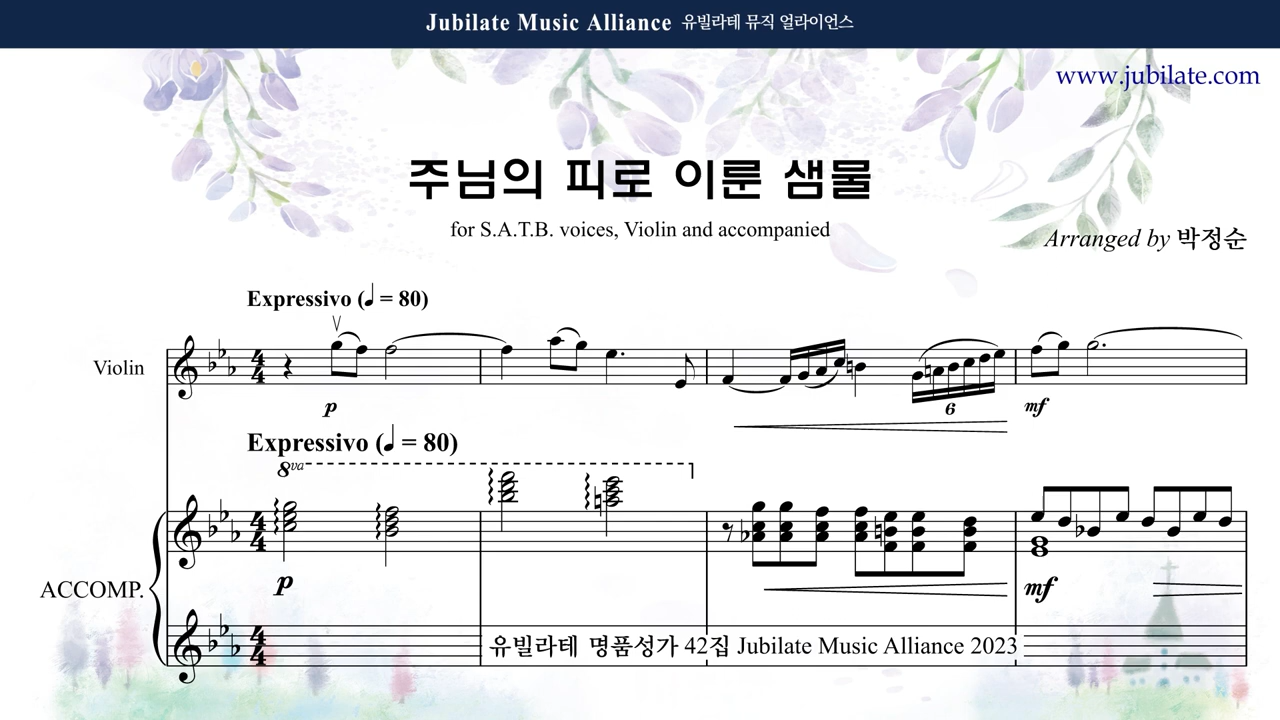 Jubilate Music Alliance 유빌라테 뮤직 얼라이언스
www.jubilate.com
주님의 피로 이룬 샘물
for S.A.T.B. voices, Violin and accompanied
Arranged by 박정순
Expressivo (♩ = 80)
Violin
p
6
mf
Expressivo (♩ = 80)
8va
ACCOMP.
p
mf
유빌라테 명품성가 42집 Jubilate Music Alliance 2023